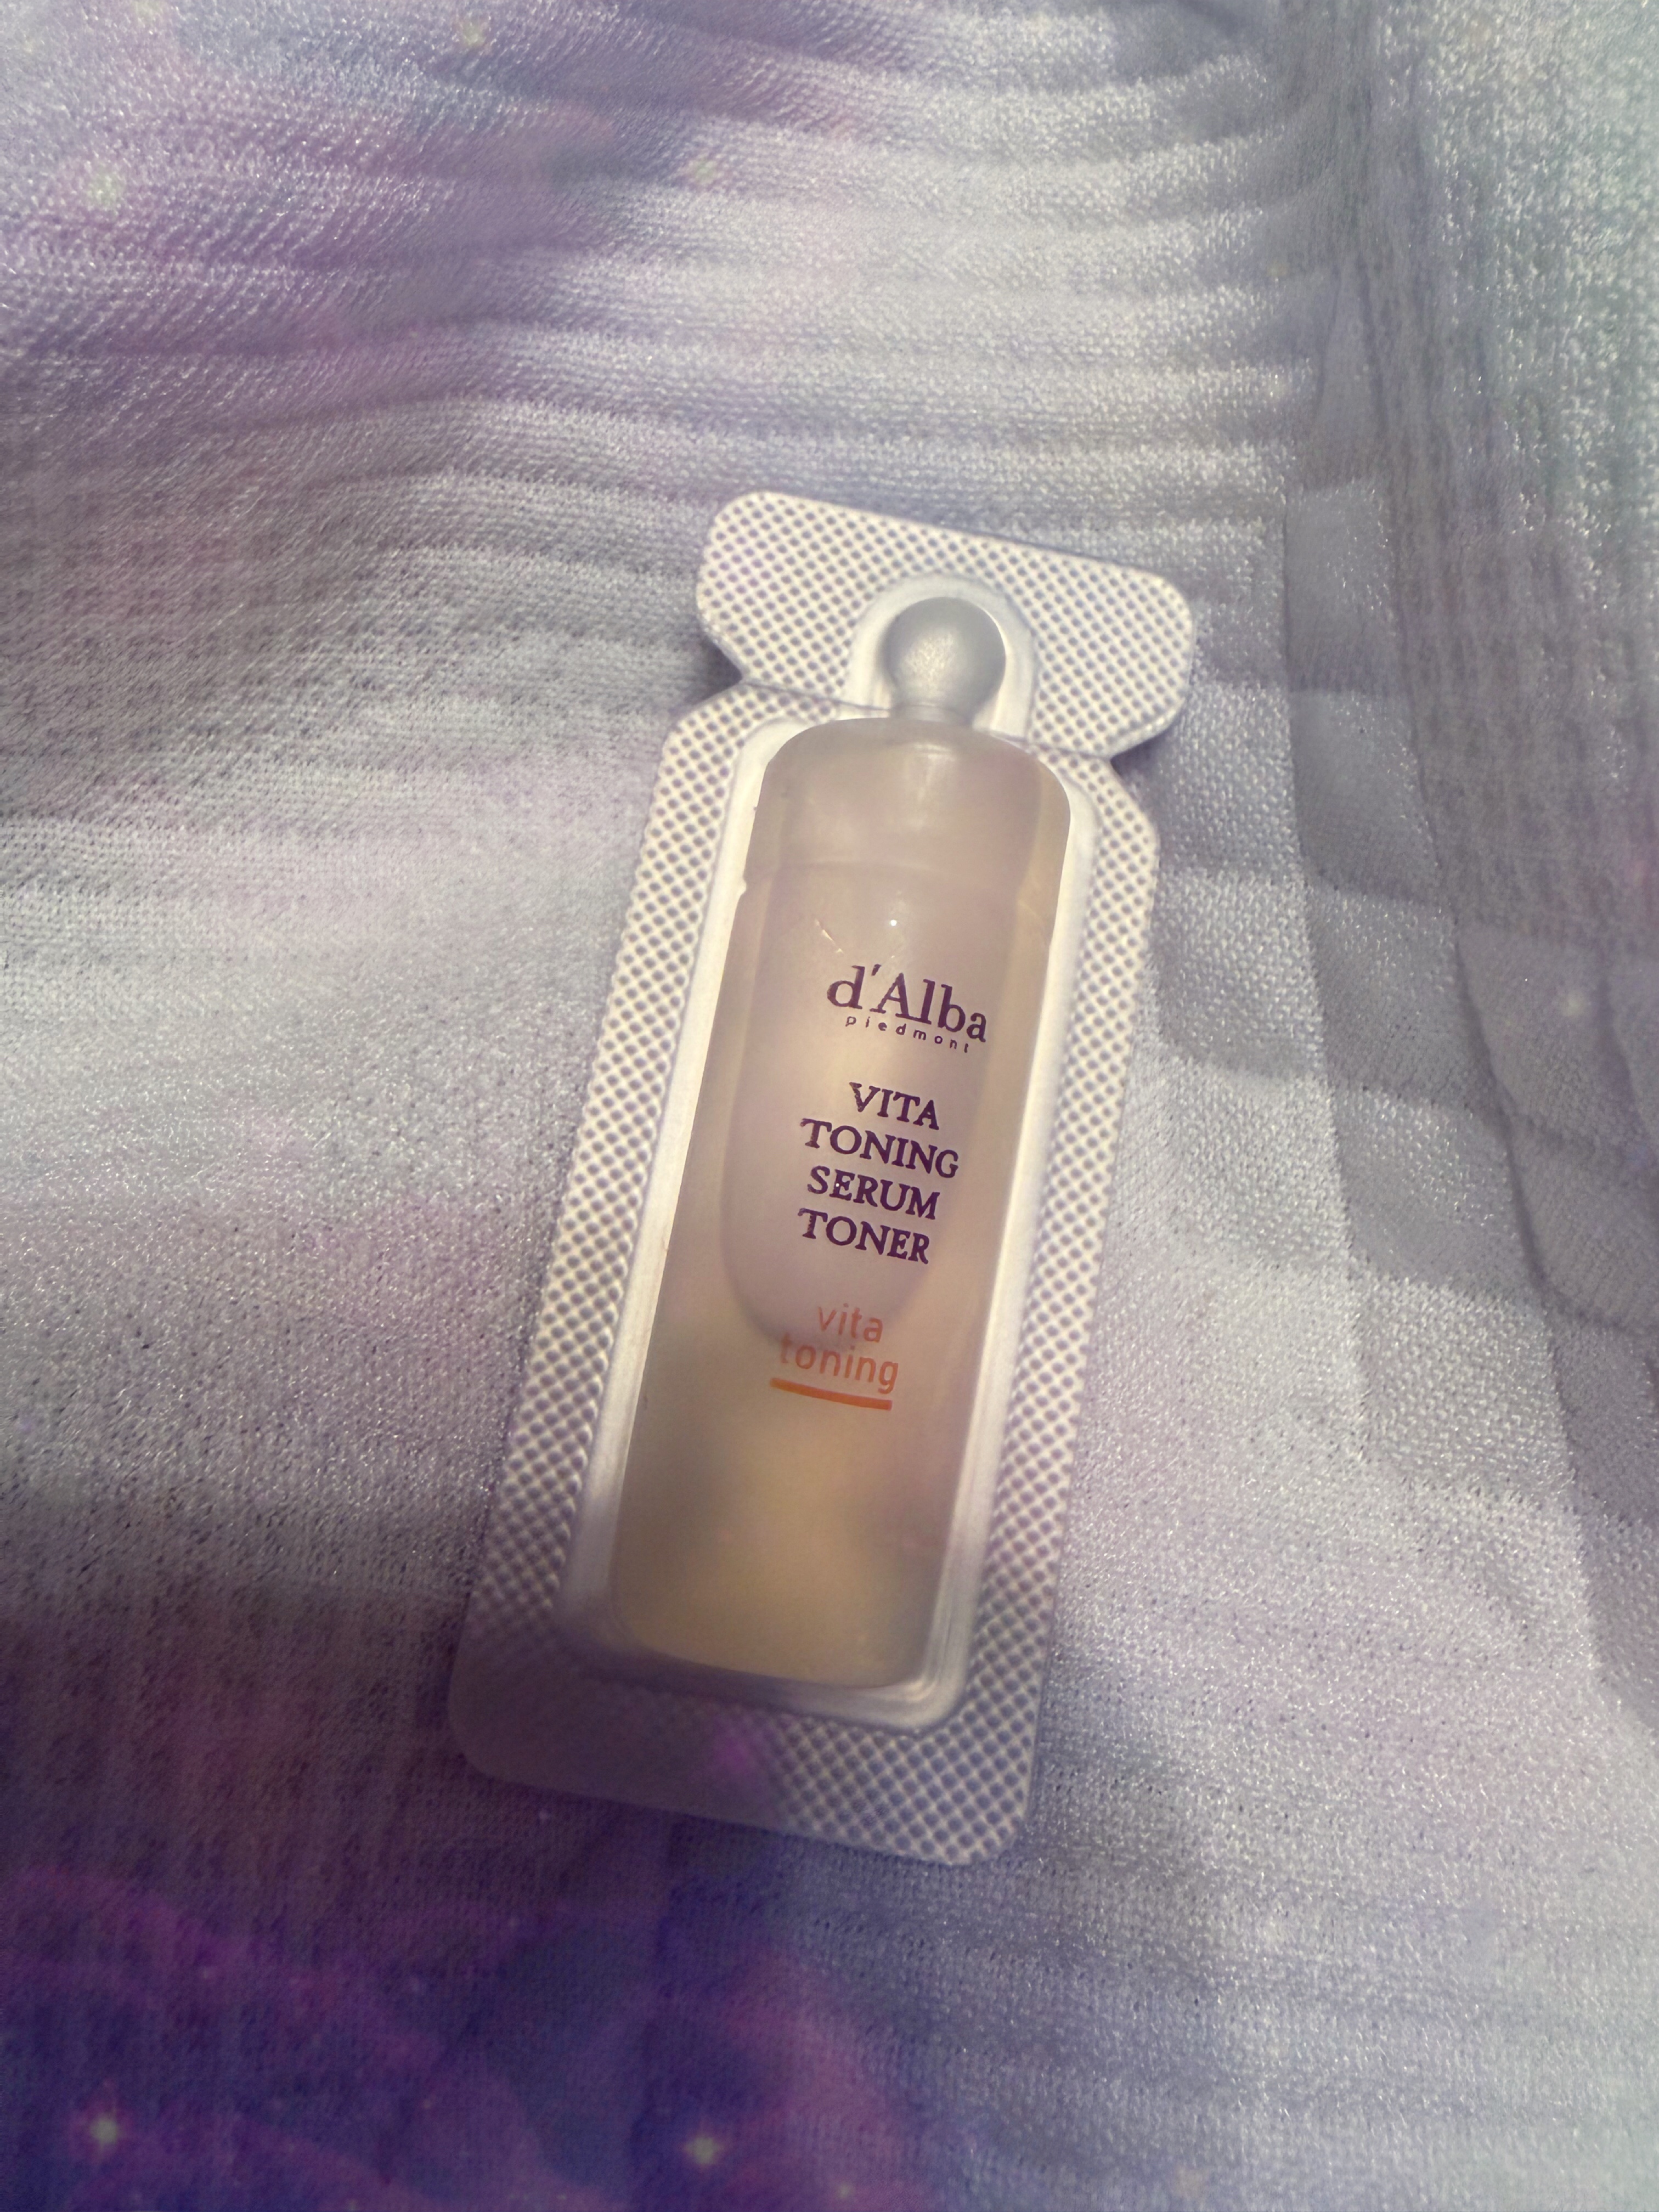 d'Alba
piedmont
VITA
TONING
SERUM
TONER
vita
toning